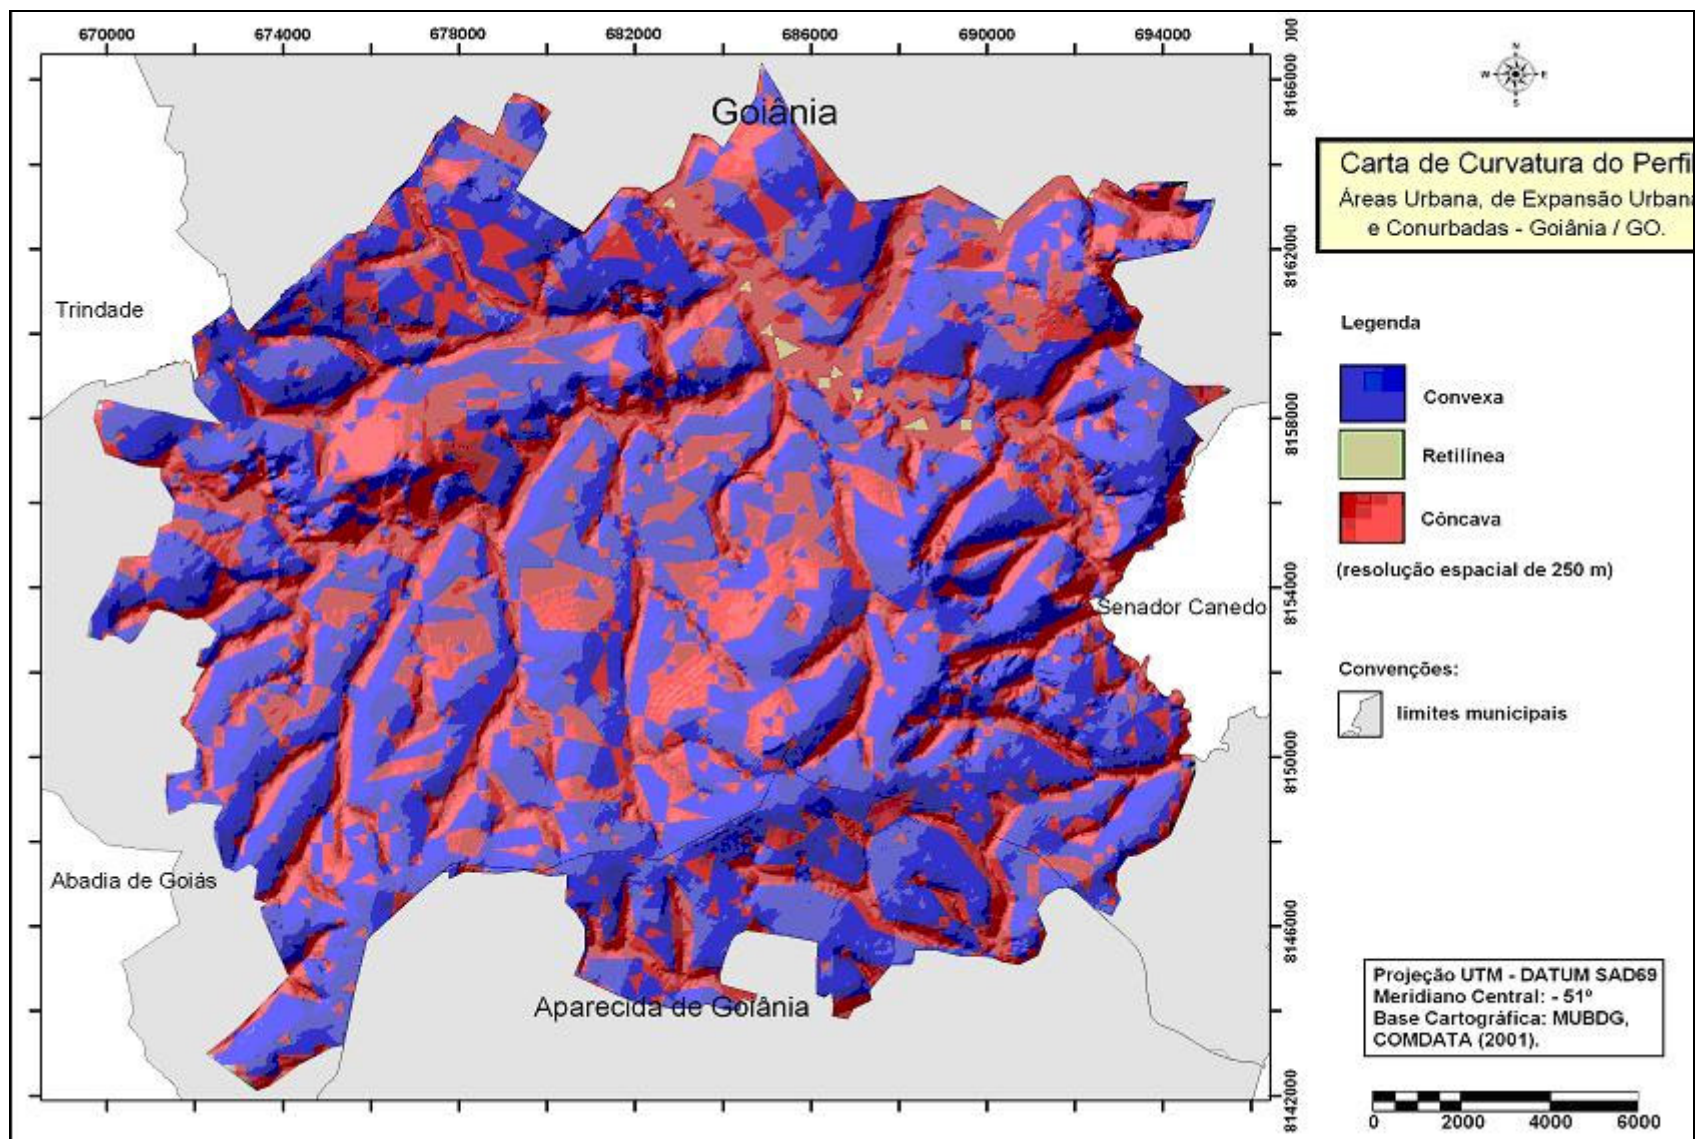 670000 674000 678000 682000 686000 690000 694000
N
W E
S
8166000
Goiânia
Carta de Curvatura do Perfi
Áreas Urbana, de Expansão Urbana
e Conurbadas - Goiânia / GO.
8162000
Trindade
Legenda
Convexa
8158000
Retilínea
Côncava
(resolução espacial de 250 m)
8154000
Senador Canedo
Convenções:
limites municipais
8150000
Abadia de Goiás
8146000
Aparecida de Goiânia
Projeção UTM - DATUM SAD69
Meridiano Central: - 51º
Base Cartográfica: MUBDG,
COMDATA (2001).
8142000
0 2000 4000 6000